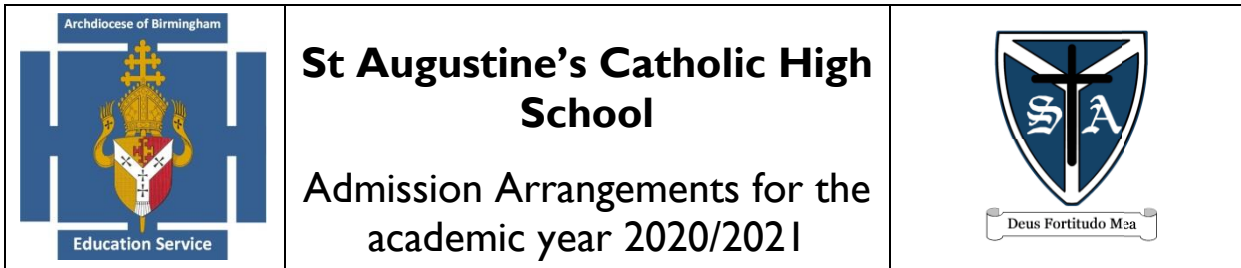 Archdiocese of Birmingham
Education Service
St Augustine's Catholic High
School
Admission Arrangements for the
academic year 2020/2021
S A
Deus Fortitudo Mea